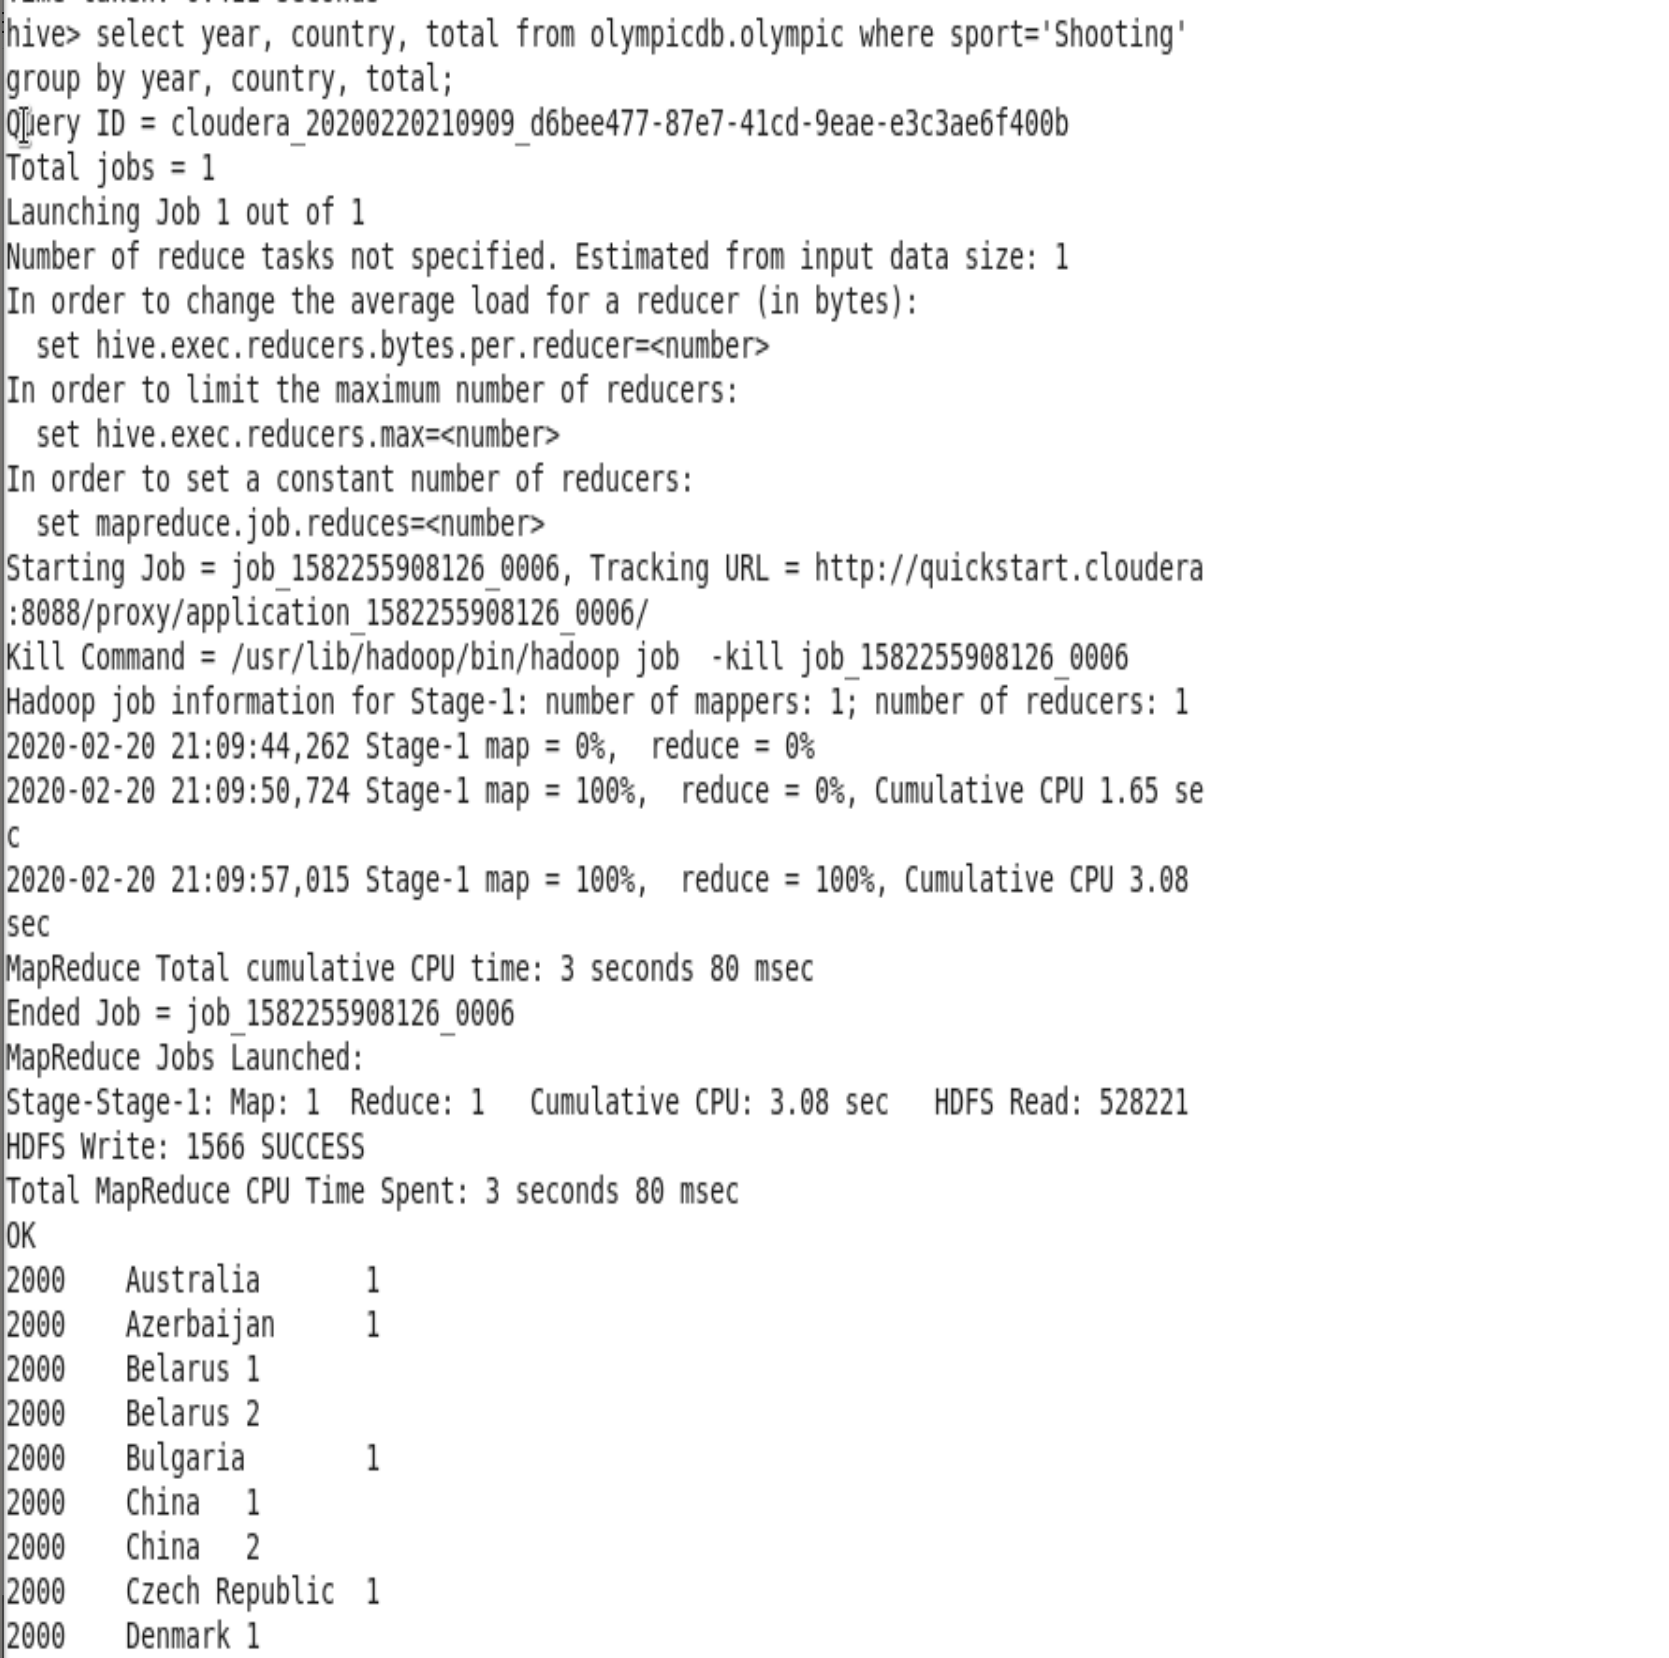 hive> select year, country, total from olympicdb.olympic where sport='Shooting'
group by year, country, total;
Query ID = cloudera_20200220210909_d6bee477-87e7-41cd-9eae-e3c3ae6f400b
Total jobs = 1
Launching Job 1 out of 1
Number of reduce tasks not specified. Estimated from input data size: 1
In order to change the average load for a reducer (in bytes):
  set hive.exec.reducers.bytes.per.reducer=<number>
In order to limit the maximum number of reducers:
  set hive.exec.reducers.max=<number>
In order to set a constant number of reducers:
  set mapreduce.job.reduces=<number>
Starting Job = job_1582255908126_0006, Tracking URL = http://quickstart.cloudera
:8088/proxy/application_1582255908126_0006/
Kill Command = /usr/lib/hadoop/bin/hadoop job  -kill job_1582255908126_0006
Hadoop job information for Stage-1: number of mappers: 1; number of reducers: 1
2020-02-20 21:09:44,262 Stage-1 map = 0%,  reduce = 0%
2020-02-20 21:09:50,724 Stage-1 map = 100%,  reduce = 0%, Cumulative CPU 1.65 se
c
2020-02-20 21:09:57,015 Stage-1 map = 100%,  reduce = 100%, Cumulative CPU 3.08
sec
MapReduce Total cumulative CPU time: 3 seconds 80 msec
Ended Job = job_1582255908126_0006
MapReduce Jobs Launched:
Stage-Stage-1: Map: 1  Reduce: 1   Cumulative CPU: 3.08 sec   HDFS Read: 528221
HDFS Write: 1566 SUCCESS
Total MapReduce CPU Time Spent: 3 seconds 80 msec
OK
2000    Australia       1
2000    Azerbaijan      1
2000    Belarus 1
2000    Belarus 2
2000    Bulgaria        1
2000    China   1
2000    China   2
2000    Czech Republic  1
2000    Denmark 1